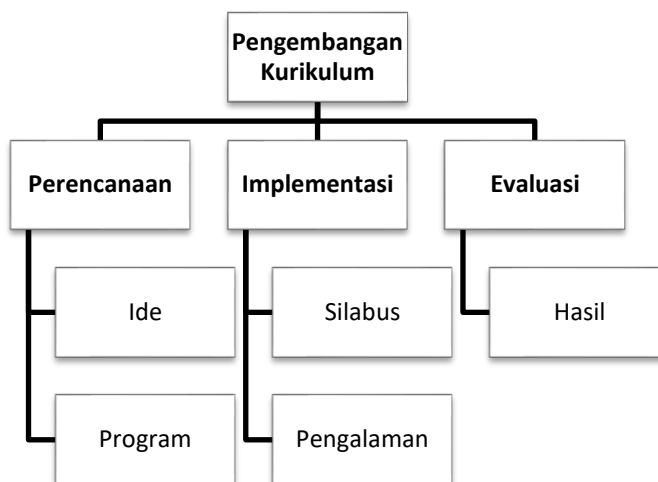 Pengembangan
Kurikulum
Perencanaan
Implementasi
Evaluasi
Ide
Silabus
Hasil
Program
Pengalaman